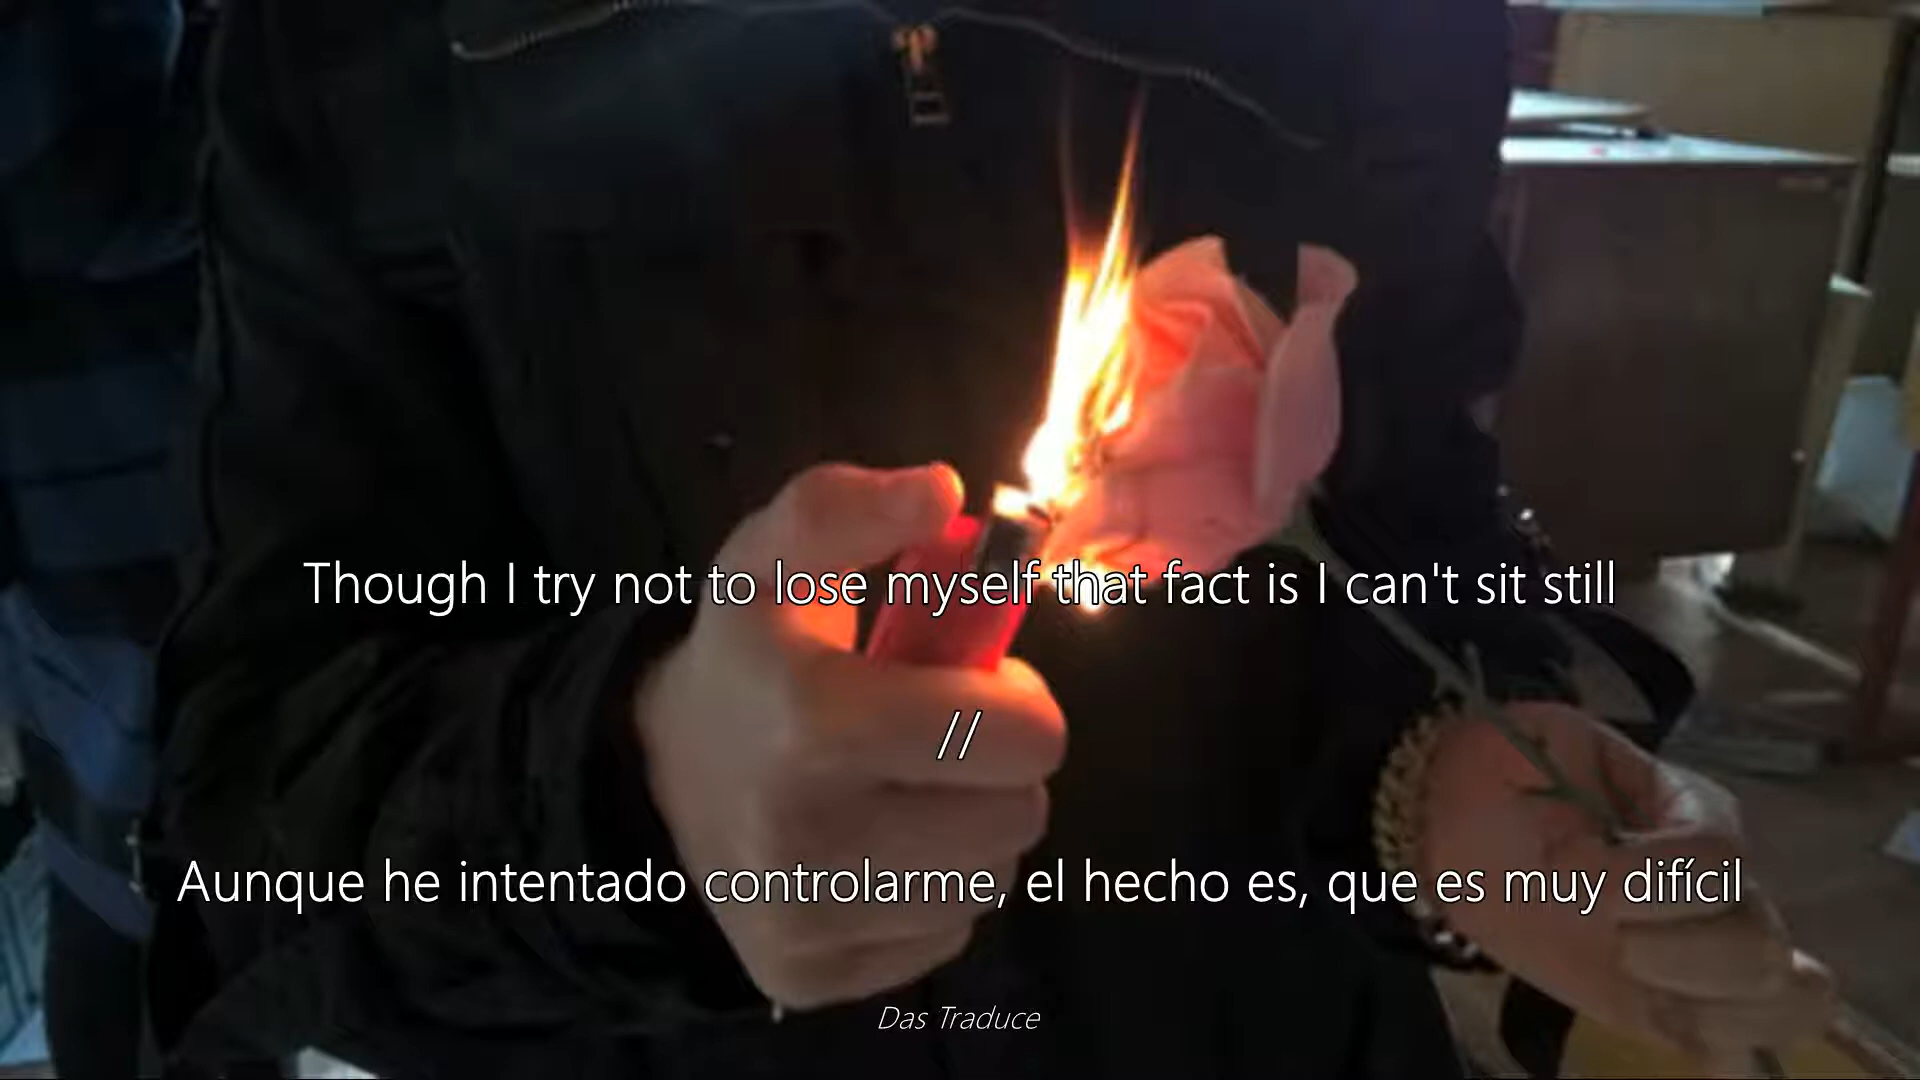 Though I try not to lose myself that fact is I can't sit still
//
Aunque he intentado controlarme, el hecho es, que es muy difícil
Das Traduce